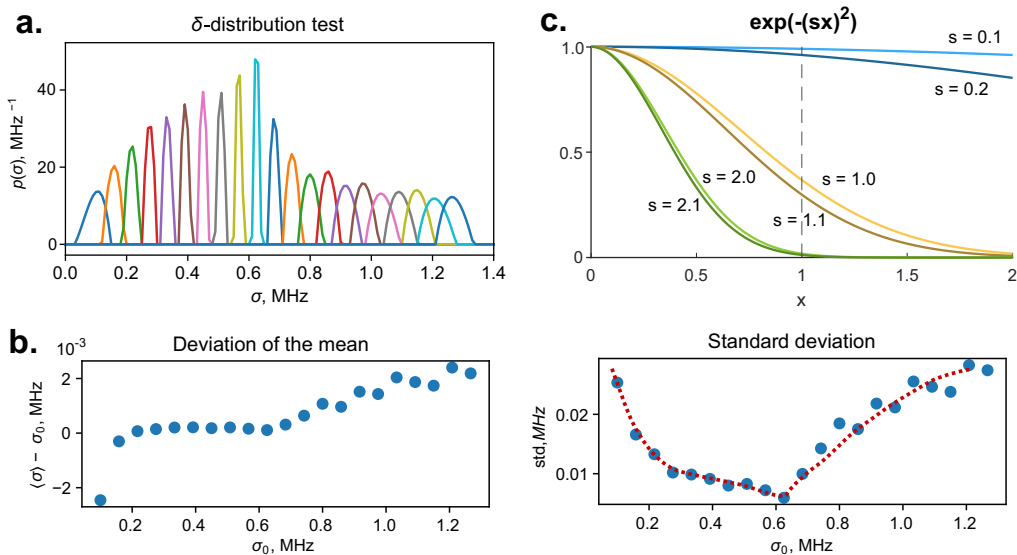 a.
δ-distribution test
p(σ), MHz⁻¹
40
20
0
0.0 0.2 0.4 0.6 0.8 1.0 1.2 1.4
σ, MHz
c.
exp(-(sx)²)
1.0
0.5
0
s = 0.1
s = 0.2
s = 2.0
s = 1.0
s = 2.1
s = 1.1
0 0.5 1 1.5 2
x
b.
10⁻³
Deviation of the mean
⟨σ⟩ − σ₀, MHz
2
0
−2
0.2 0.4 0.6 0.8 1.0 1.2
σ₀, MHz
Standard deviation
std,MHz
0.02
0.01
0.2 0.4 0.6 0.8 1.0 1.2
σ₀, MHz